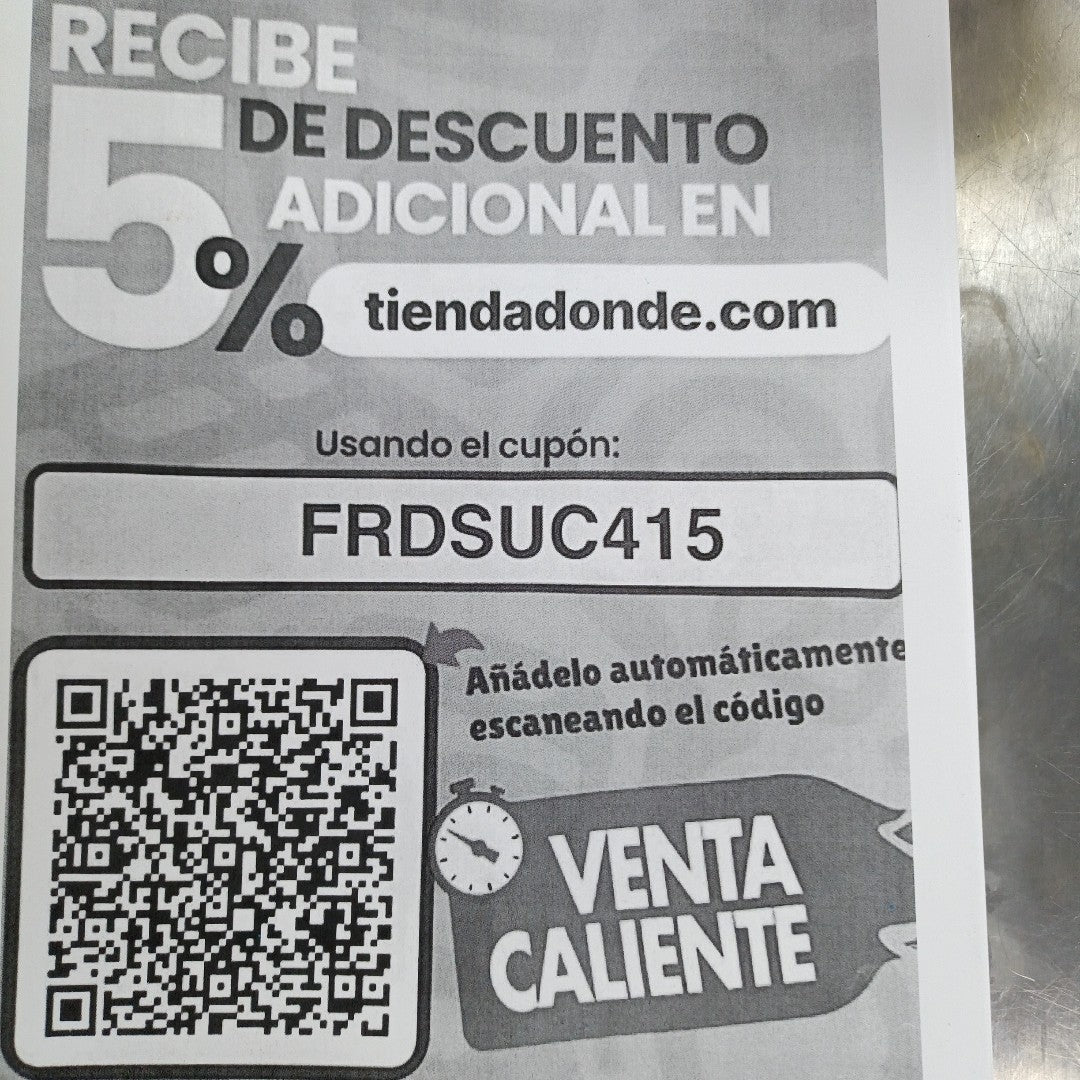 RECIBE
5% DE DESCUENTO
ADICIONAL EN
tiendadonde.com
Usando el cupón:
FRDSUC415
Añádelo automáticamente
escaneando el código
VENTA
CALIENTE